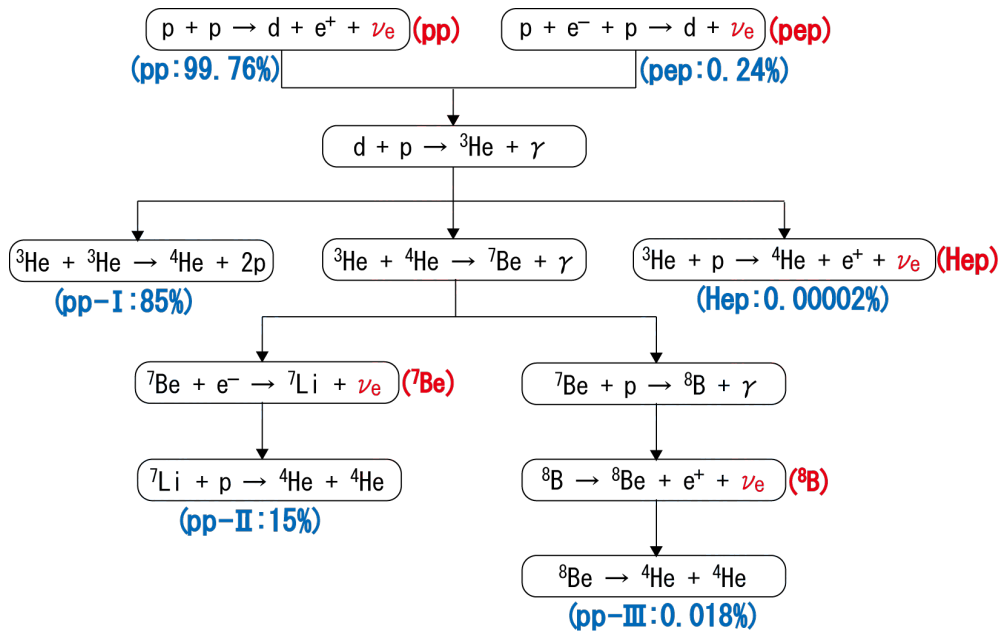 p + p → d + e⁺ + νₑ (pp)
p + e⁻ + p → d + νₑ (pep)
(pp:99.76%)
(pep:0.24%)
d + p → ³He + γ
³He + ³He → ⁴He + 2p
³He + ⁴He → ⁷Be + γ
³He + p → ⁴He + e⁺ + νₑ (Hep)
(pp-I:85%)
(Hep:0.00002%)
⁷Be + e⁻ → ⁷Li + νₑ (⁷Be)
⁷Be + p → ⁸B + γ
⁷Li + p → ⁴He + ⁴He
⁸B → ⁸Be + e⁺ + νₑ (⁸B)
(pp-II:15%)
⁸Be → ⁴He + ⁴He
(pp-III:0.018%)